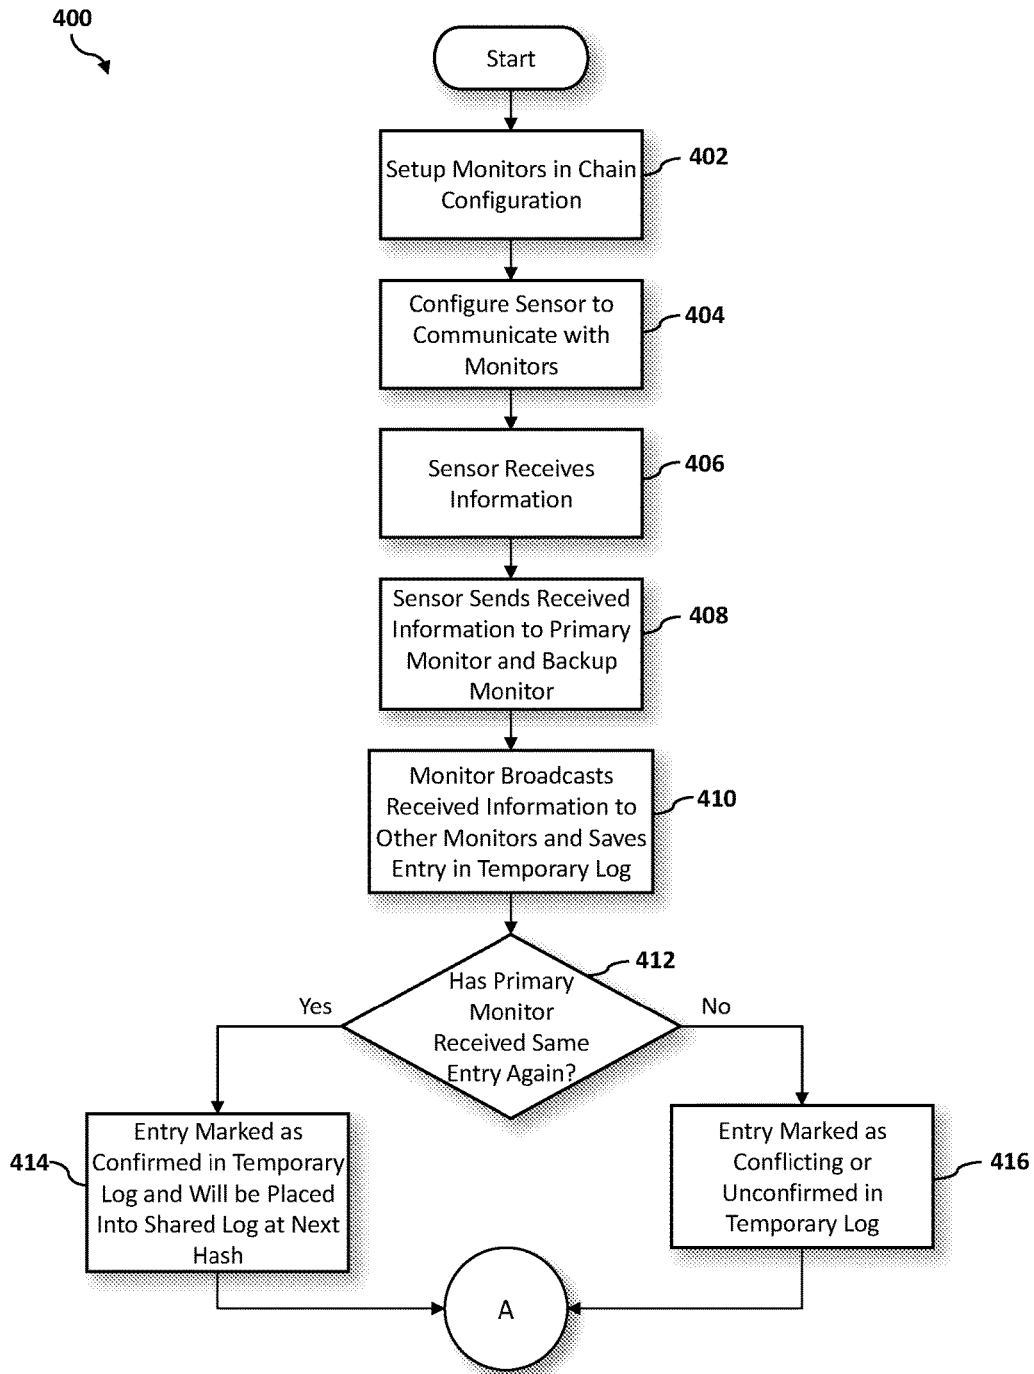 400
Start
Setup Monitors in Chain
Configuration
402
Configure Sensor to
Communicate with
Monitors
404
Sensor Receives
Information
406
Sensor Sends Received
Information to Primary
Monitor and Backup
Monitor
408
Monitor Broadcasts
Received Information to
Other Monitors and Saves
Entry in Temporary Log
410
Has Primary
Monitor
Received Same
Entry Again?
412
Yes
No
Entry Marked as
Confirmed in Temporary
Log and Will be Placed
Into Shared Log at Next
Hash
414
Entry Marked as
Conflicting or
Unconfirmed in
Temporary Log
416
A